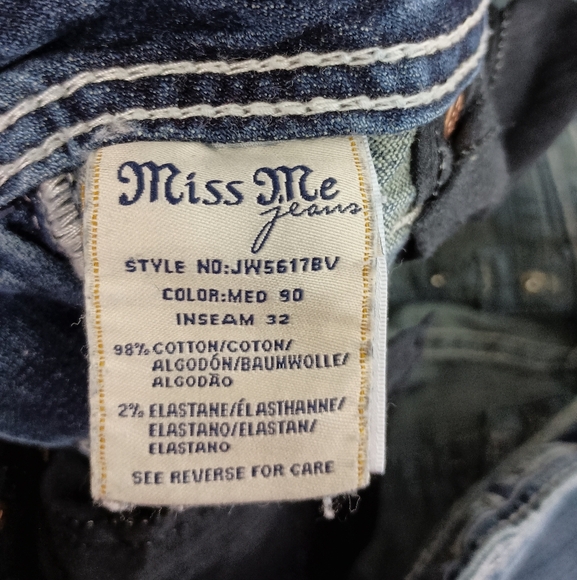 Miss Me
jeans
STYLE NO:JW5617BV
COLOR:MED 90
INSEAM 32
98% COTTON/COTON/
ALGODÓN/BAUMWOLLE/
ALGODÃO
2% ELASTANE/ÉLASTHANNE/
ELASTANO/ELASTAN/
ELASTANO
SEE REVERSE FOR CARE